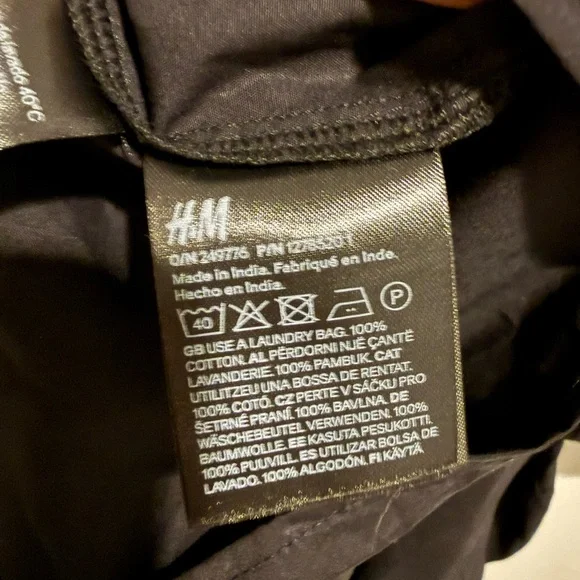 H&M
O/N 249776 P/N 1278520 1
Made in India. Fabriqué en Inde.
Hecho en India.
40 P
GB USE A LAUNDRY BAG. 100%
COTTON. AL PËRDORNI NJË ÇANTË
LAVANDERIE. 100% PAMBUK. CAT
UTILITZEU UNA BOSSA DE RENTAT.
100% COTÓ. CZ PERTE V SÁČKU PRO
ŠETRNÉ PRANÍ. 100% BAVLNA. DE
WÄSCHEBEUTEL VERWENDEN. 100%
BAUMWOLLE. EE KASUTA PESUKOTTI.
100% PUUVILL. ES UTILIZAR BOLSA DE
LAVADO. 100% ALGODÓN. FI KÄYTÄ